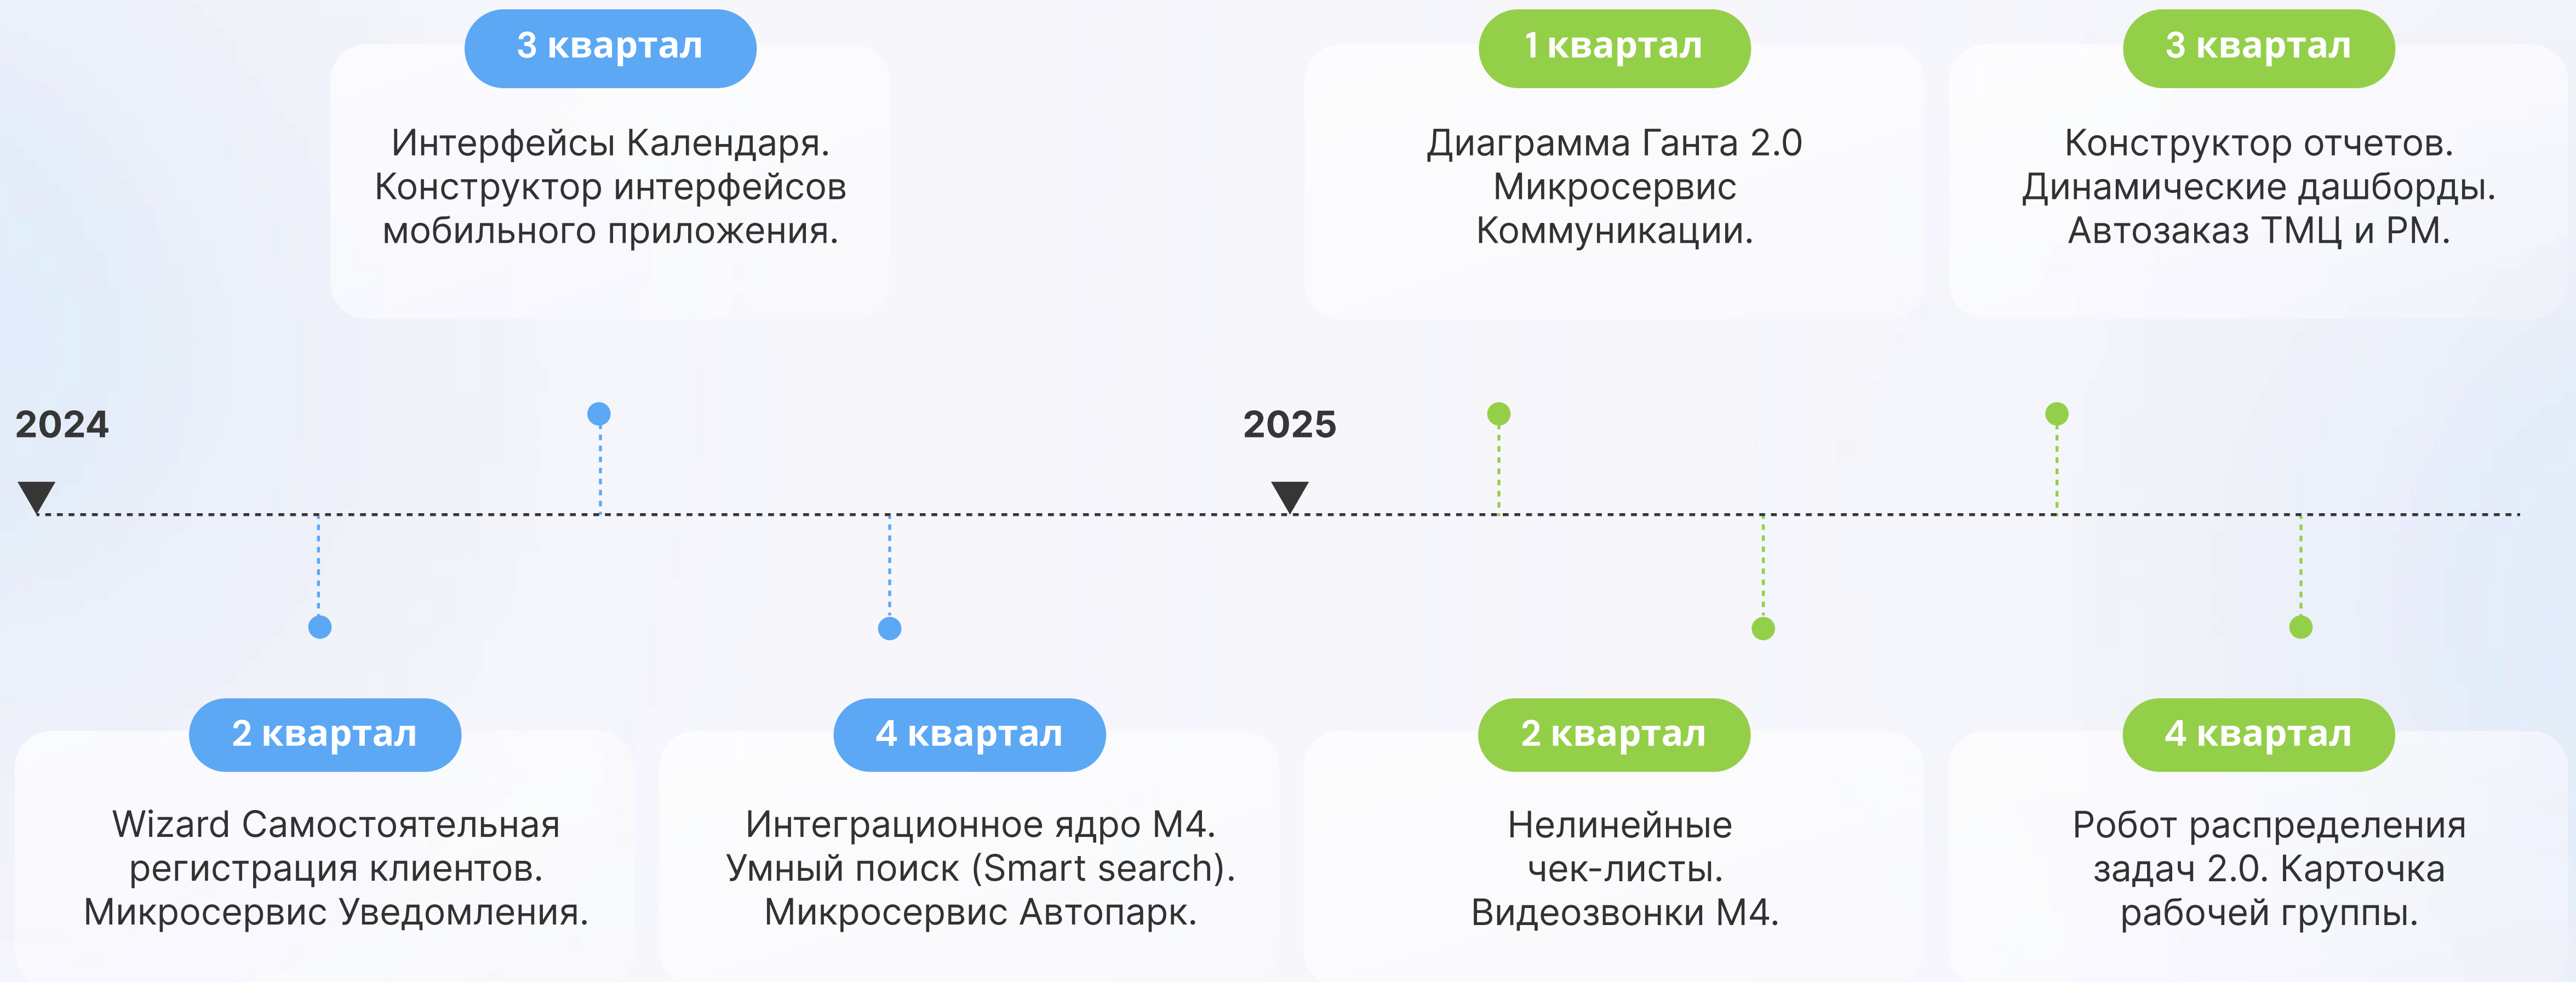 3 квартал
Интерфейсы Календаря.
Конструктор интерфейсов
мобильного приложения.
1 квартал
Диаграмма Ганта 2.0
Микросервис
Коммуникации.
3 квартал
Конструктор отчетов.
Динамические дашборды.
Автозаказ ТМЦ и РМ.
2024
2025
2 квартал
Wizard Самостоятельная
регистрация клиентов.
Микросервис Уведомления.
4 квартал
Интеграционное ядро М4.
Умный поиск (Smart search).
Микросервис Автопарк.
2 квартал
Нелинейные
чек-листы.
Видеозвонки М4.
4 квартал
Робот распределения
задач 2.0. Карточка
рабочей группы.